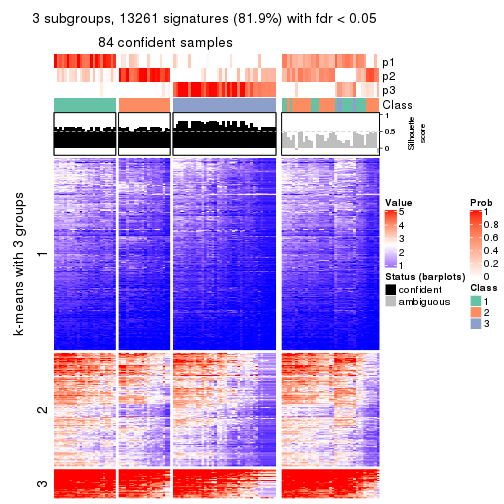 3 subgroups, 13261 signatures (81.9%) with fdr < 0.05
84 confident samples
p1
p2
p3
Class
1
0.5
0
Silhouette
score
k-means with 3 groups
1
2
3
Value
5
4
3
2
1
Status (barplots)
confident
ambiguous
Prob
1
0.8
0.6
0.4
0.2
0
Class
1
2
3